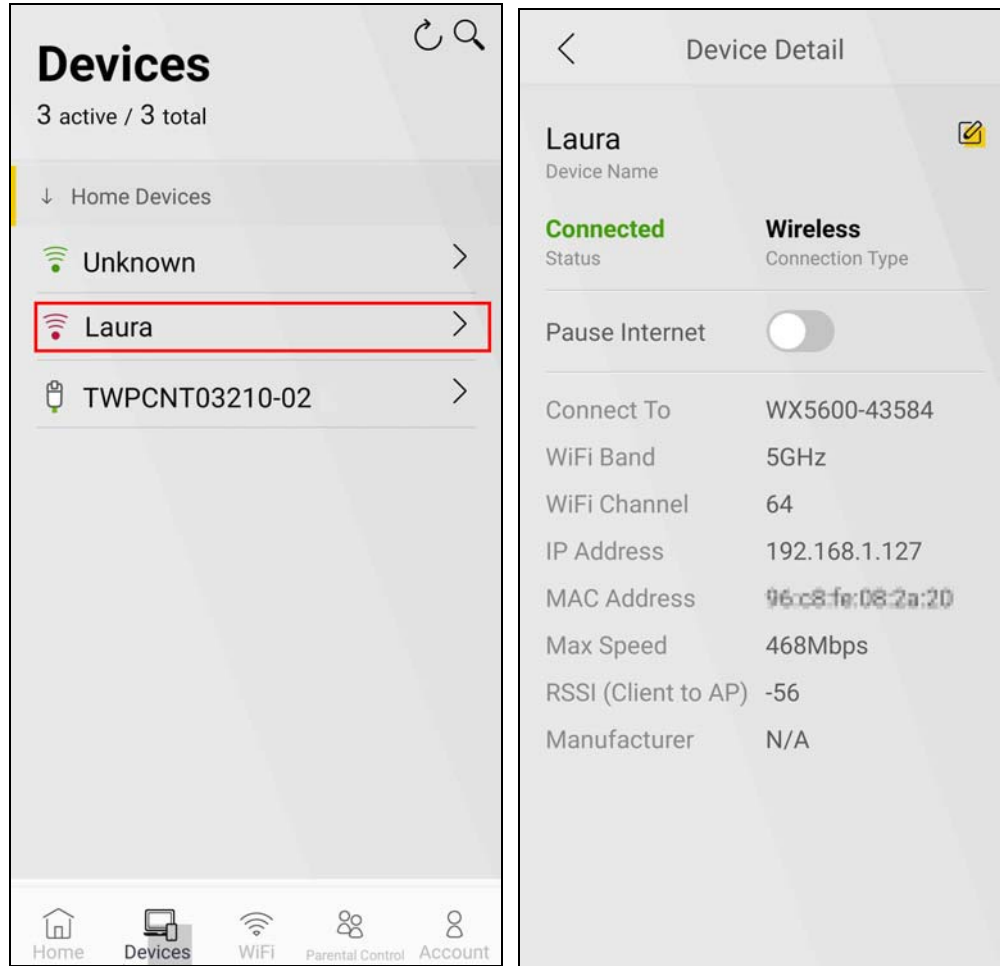 Devices
3 active / 3 total
↓ Home Devices
Unknown
Laura
TWPCNT03210-02
Home Devices WiFi Parental Control Account
Device Detail
Laura
Device Name
Connected Wireless
Status Connection Type
Pause Internet
Connect To WX5600-43584
WiFi Band 5GHz
WiFi Channel 64
IP Address 192.168.1.127
MAC Address
Max Speed 468Mbps
RSSI (Client to AP) -56
Manufacturer N/A